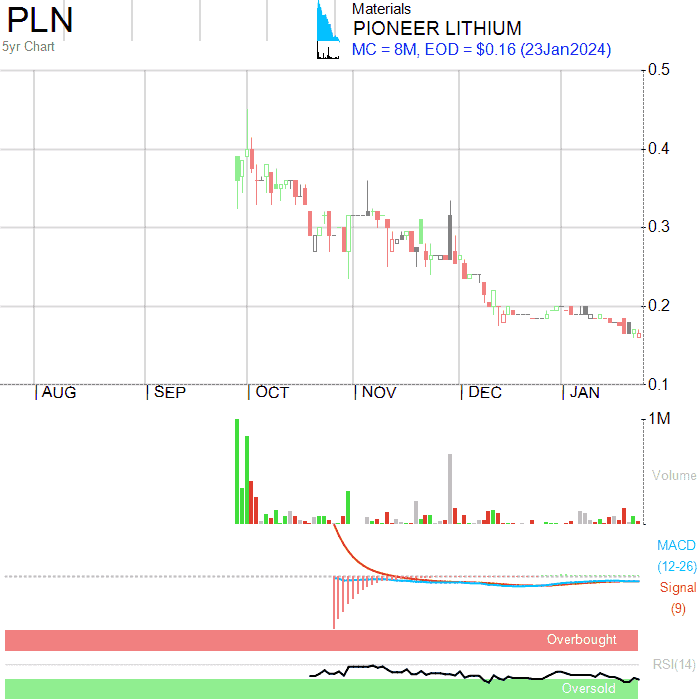 PLN
5yr Chart
Materials
PIONEER LITHIUM
MC = 8M, EOD = $0.16 (23Jan2024)
0.5
0.4
0.3
0.2
0.1
AUG SEP OCT NOV DEC JAN
1M
Volume
MACD
(12-26)
Signal
(9)
Overbought
RSI(14)
Oversold